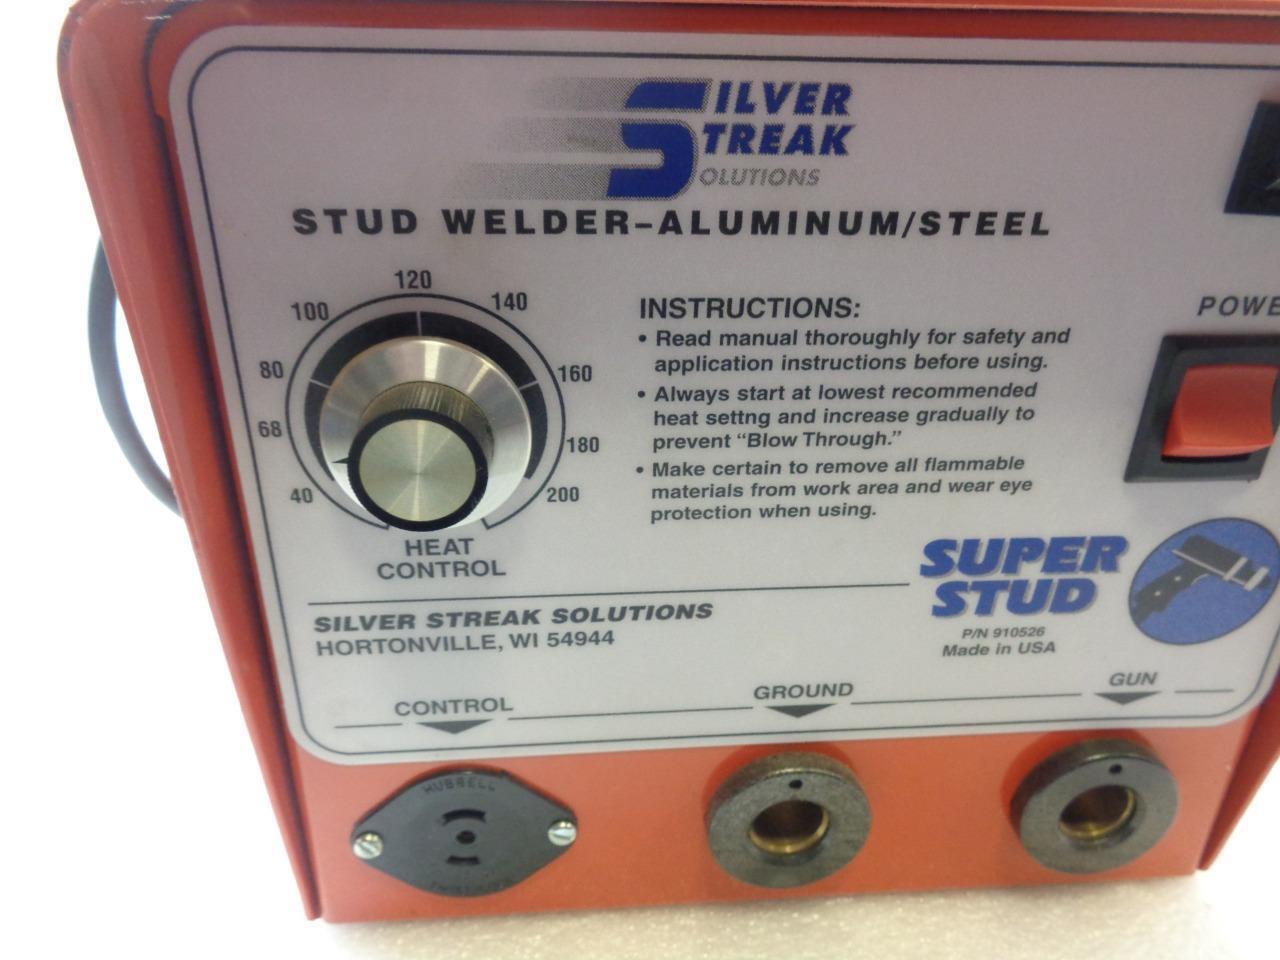 SILVER
STREAK
SOLUTIONS
STUD WELDER-ALUMINUM/STEEL
120
100
140
80
160
68
180
40
200
HEAT
CONTROL
INSTRUCTIONS:
• Read manual thoroughly for safety and
application instructions before using.
• Always start at lowest recommended
heat settng and increase gradually to
prevent "Blow Through."
• Make certain to remove all flammable
materials from work area and wear eye
protection when using.
POWE
SUPER
STUD
P/N 910526
Made in USA
SILVER STREAK SOLUTIONS
HORTONVILLE, WI 54944
CONTROL
GROUND
GUN
HUBBELL